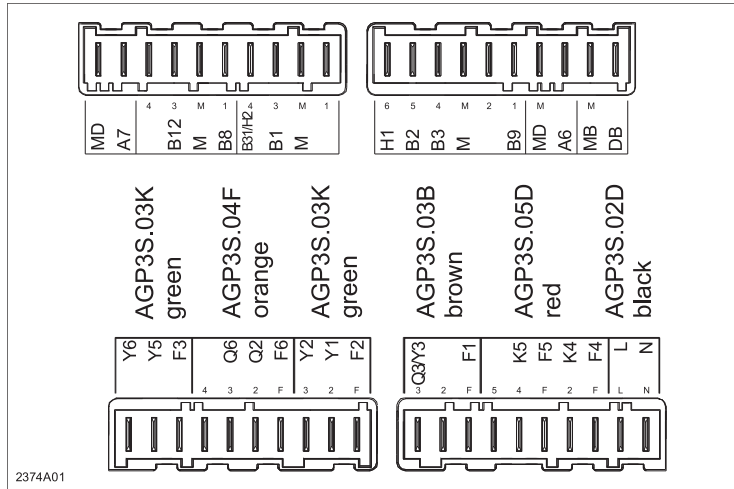 4 3 M 1 4 3 M 1
MD A7 B12 M B8 B31/H2 B1 M
6 5 4 M 2 1 M M
H1 B2 B3 M B9 MD A6 MB DB
AGP3S.03K
green
AGP3S.04F
orange
AGP3S.03K
green
AGP3S.03B
brown
AGP3S.05D
red
AGP3S.02D
black
Y6 Y5 F3 Q6 Q2 F6 Y2 Y1 F2
4 3 2 F 3 2 F
Q3/Y3 F1 K5 F5 K4 F4 L N
3 2 F 5 4 F 2 F L N
2374A01